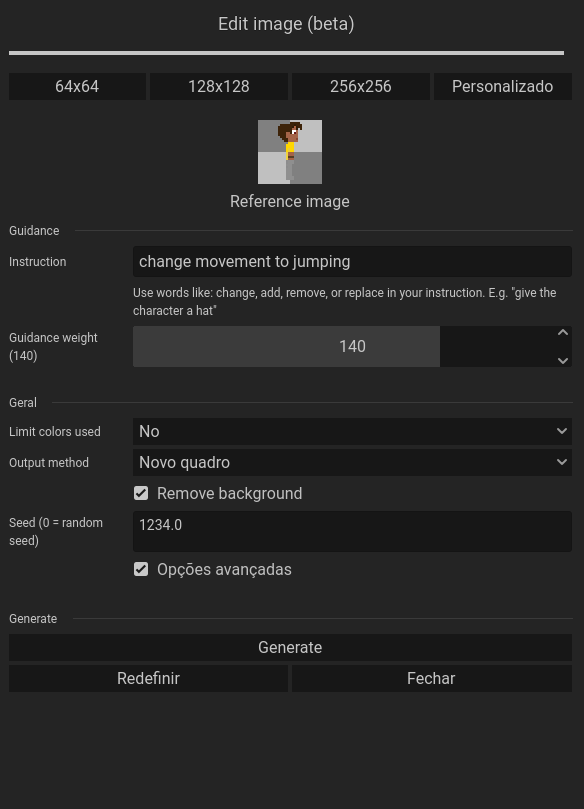 Edit image (beta)
64x64 128x128 256x256 Personalizado
Reference image
Guidance
Instruction change movement to jumping
Use words like: change, add, remove, or replace in your instruction. E.g. "give the
character a hat"
Guidance weight
(140) 140
Geral
Limit colors used No
Output method Novo quadro
Remove background
Seed (0 = random
seed) 1234.0
Opções avançadas
Generate
Generate
Redefinir Fechar